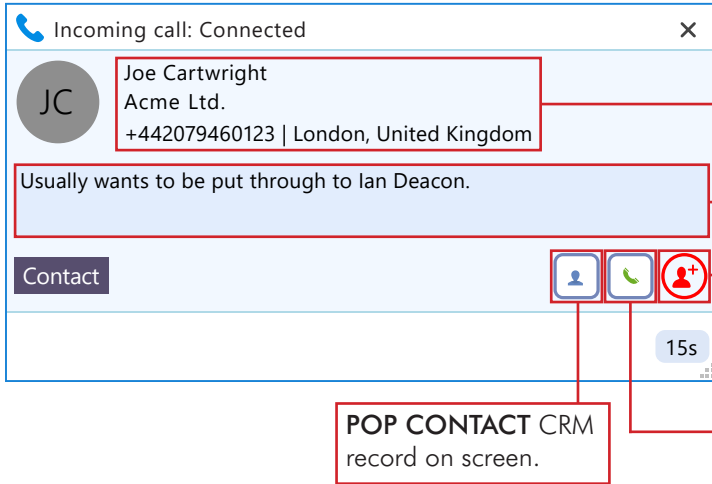 Incoming call: Connected
JC
Joe Cartwright
Acme Ltd.
+442079460123 | London, United Kingdom
Usually wants to be put through to Ian Deacon.
Contact
15s
POP CONTACT CRM
record on screen.